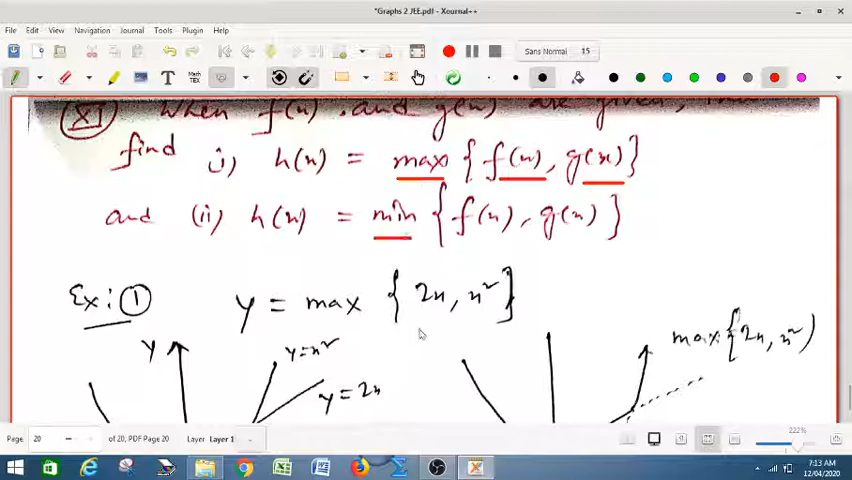 *Graphs 2 JEE.pdf - Xournal++
File Edit View Navigation Journal Tools Plugin Help
Sans Normal 15
XI When f(x) and g(x) are given, then
find i) h(x) = max { f(x), g(x) }
and (ii) h(x) = min { f(x), g(x) }
Ex: ① y = max { 2x, x² }
y y=x² max {2x, x²)
y = 2x
Page 20 of 20, PDF Page 20 Layer Layer 1 222%
7:13 AM
12/04/2020